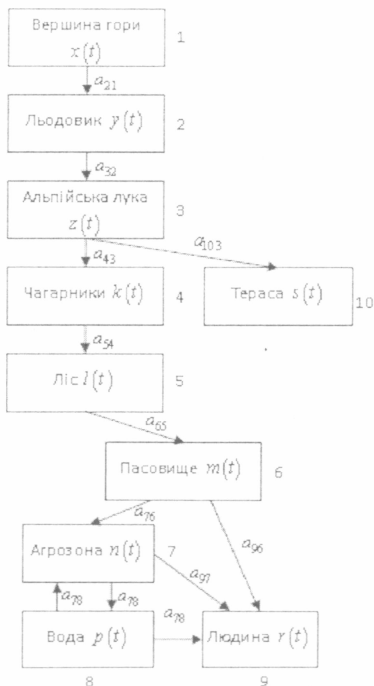 Вершина гори
x(t)
1
a21
Льодовик y(t)
2
a32
Альпійська лука
z(t)
3
a43
a103
Чагарники k(t)
4
Тераса s(t)
10
a54
Ліс l(t)
5
a65
Пасовище m(t)
6
a76
a96
Агрозона n(t)
7
a97
a78
a78
a78
Вода p(t)
Людина r(t)
8
9